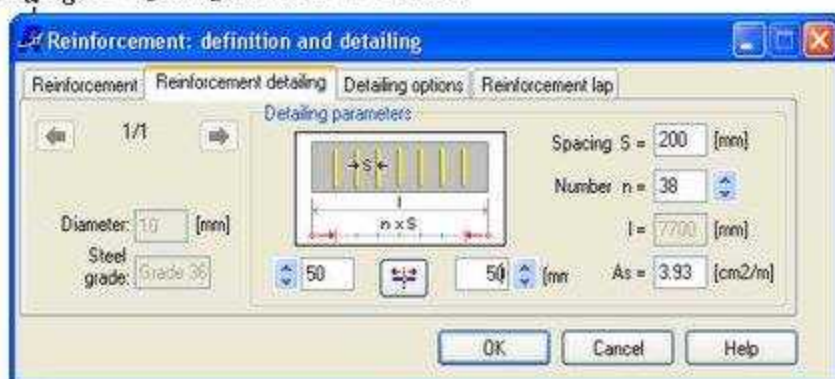 Reinforcement: definition and detailing
Reinforcement
Reinforcement detailing
Detailing options
Reinforcement lap
1/1
Diameter: 10 [mm]
Steel grade: Grade 36
Detailing parameters
S
l
n x S
50
50
Spacing S = 200 [mm]
Number n = 38
l = 7700 [mm]
As = 3.93 [cm2/m]
OK
Cancel
Help